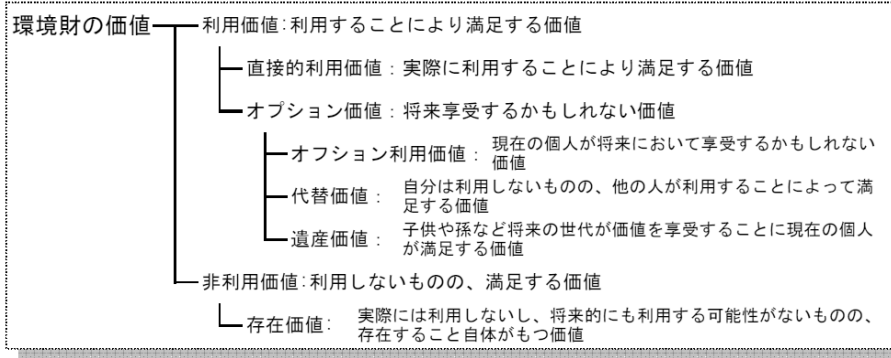 環境財の価値
利用価値:利用することにより満足する価値
直接的利用価値：実際に利用することにより満足する価値
オプション価値：将来享受するかもしれない価値
オフション利用価値：現在の個人が将来において享受するかもしれない
価値
代替価値：自分は利用しないものの、他の人が利用することによって満
足する価値
遺産価値：子供や孫など将来の世代が価値を享受することに現在の個人
が満足する価値
非利用価値:利用しないものの、満足する価値
存在価値：実際には利用しないし、将来的にも利用する可能性がないものの、
存在すること自体がもつ価値